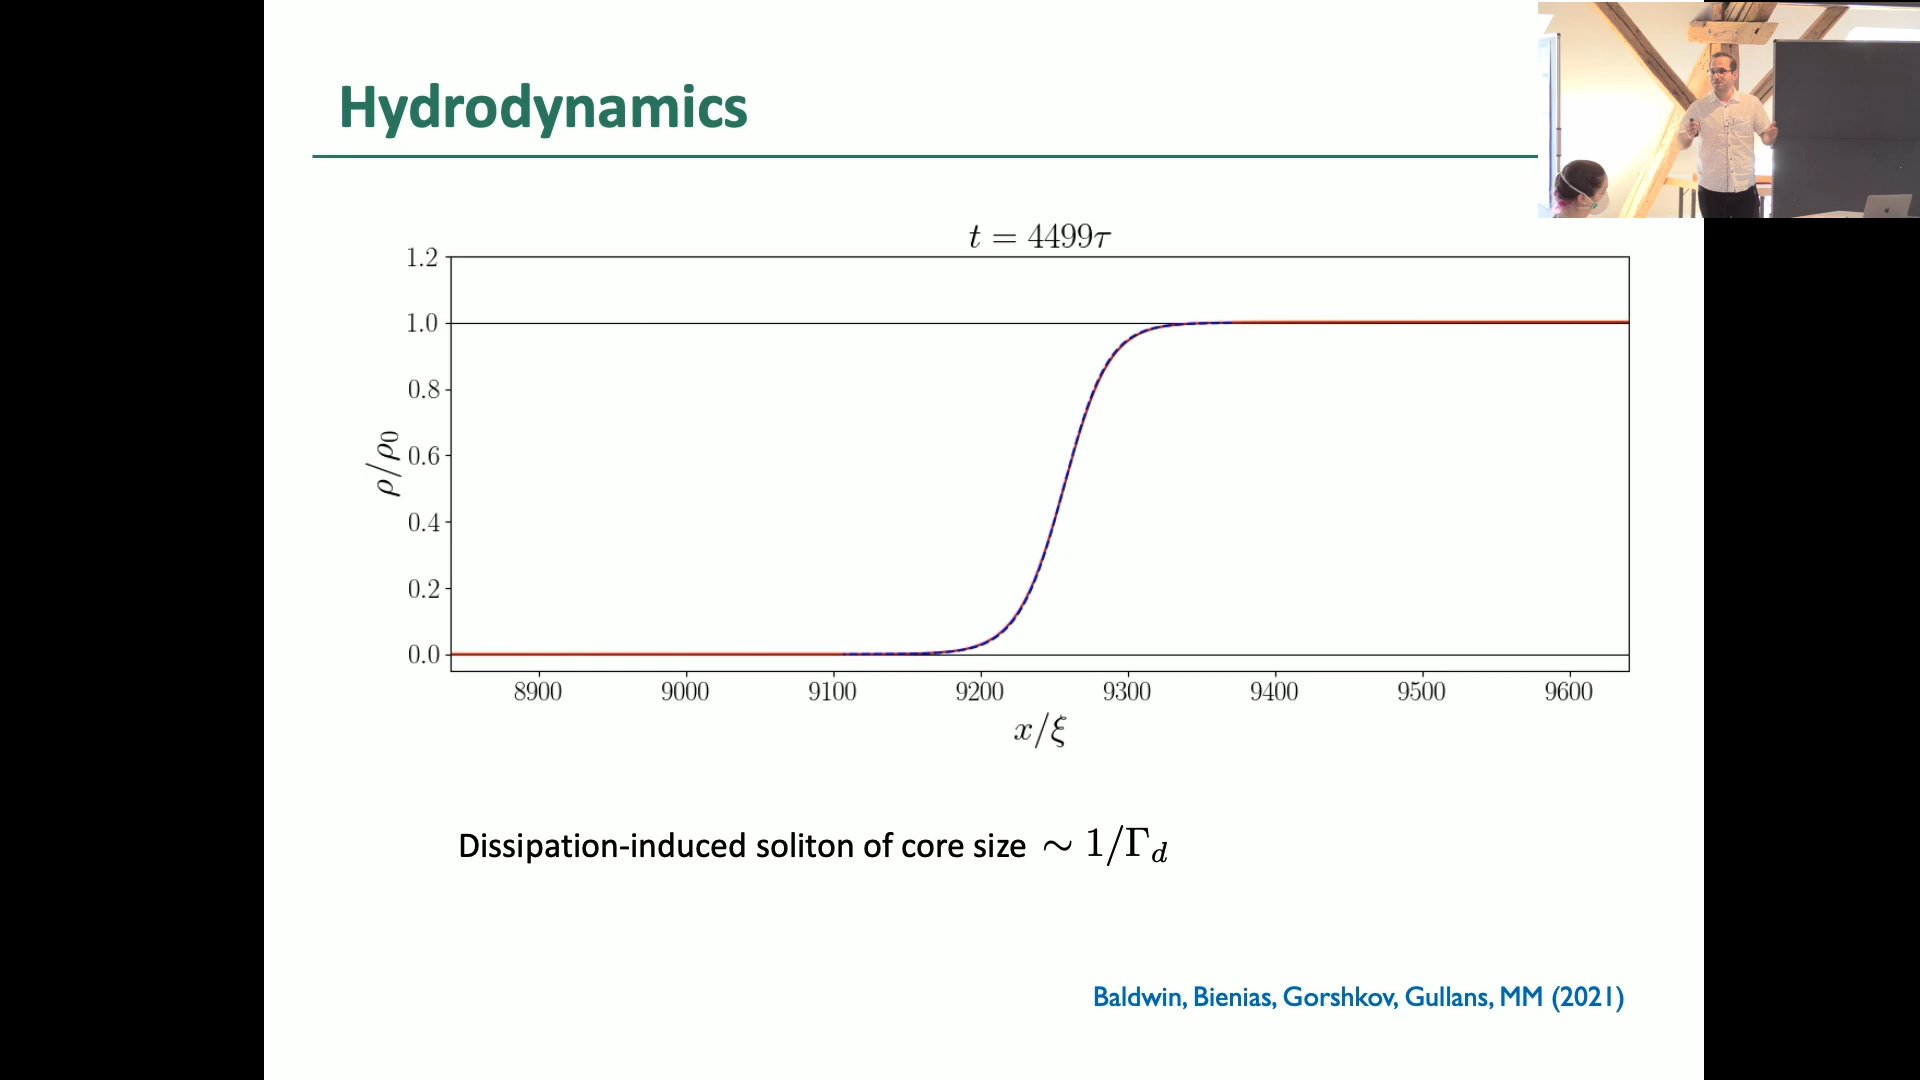 Hydrodynamics
t = 4499τ
1.2
1.0
0.8
0.6
0.4
0.2
0.0
ρ/ρ₀
8900 9000 9100 9200 9300 9400 9500 9600
x/ξ
Dissipation-induced soliton of core size ∼ 1/Γ_d
Baldwin, Bienias, Gorshkov, Gullans, MM (2021)